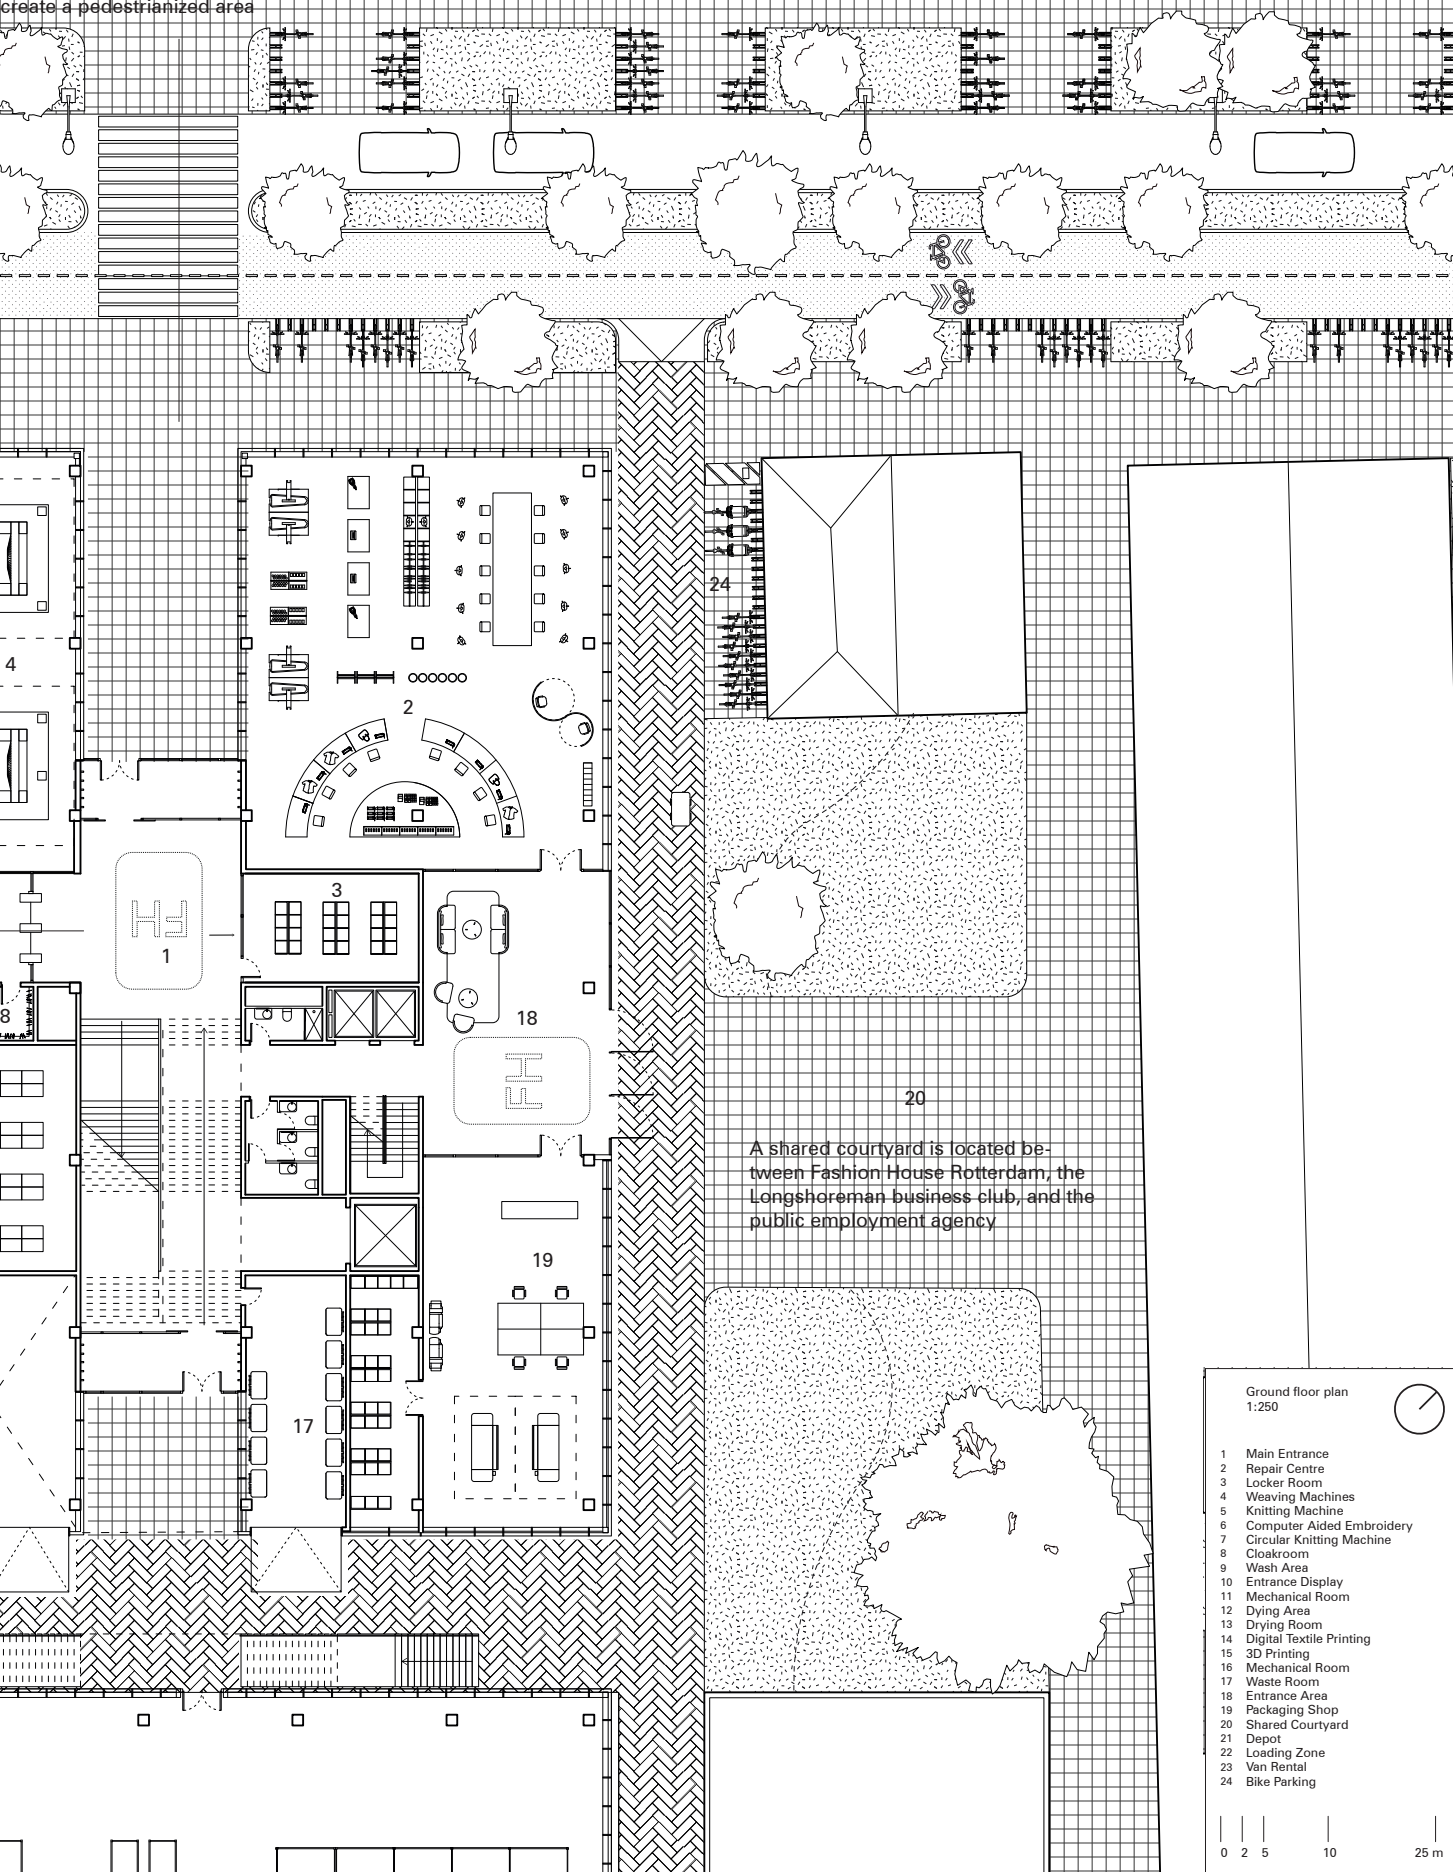 create a pedestrianized area
24
4
2
3
FH
1
8
18
FH
20
A shared courtyard is located be-
tween Fashion House Rotterdam, the
Longshoreman business club, and the
public employment agency
19
17
Ground floor plan
1:250
1 Main Entrance
2 Repair Centre
3 Locker Room
4 Weaving Machines
5 Knitting Machine
6 Computer Aided Embroidery
7 Circular Knitting Machine
8 Cloakroom
9 Wash Area
10 Entrance Display
11 Mechanical Room
12 Dying Area
13 Drying Room
14 Digital Textile Printing
15 3D Printing
16 Mechanical Room
17 Waste Room
18 Entrance Area
19 Packaging Shop
20 Shared Courtyard
21 Depot
22 Loading Zone
23 Van Rental
24 Bike Parking
0 2 5 10 25 m